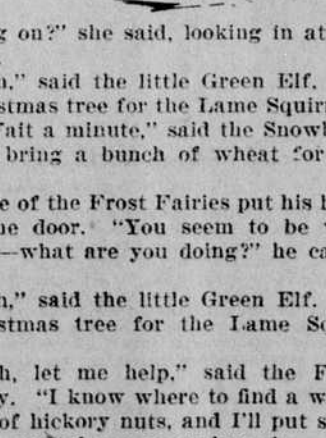 g on?" she said, looking in at
n," said the little Green Elf.
stmas tree for the Lame Squir
ait a minute," said the Snow
bring a bunch of wheat for
e of the Frost Fairies put his
he door. "You seem to be
—what are you doing?" he ca
n," said the little Green Elf.
stmas tree for the Lame Sq
h, let me help," said the F
y. "I know where to find a w
of hickory nuts, and I'll put s